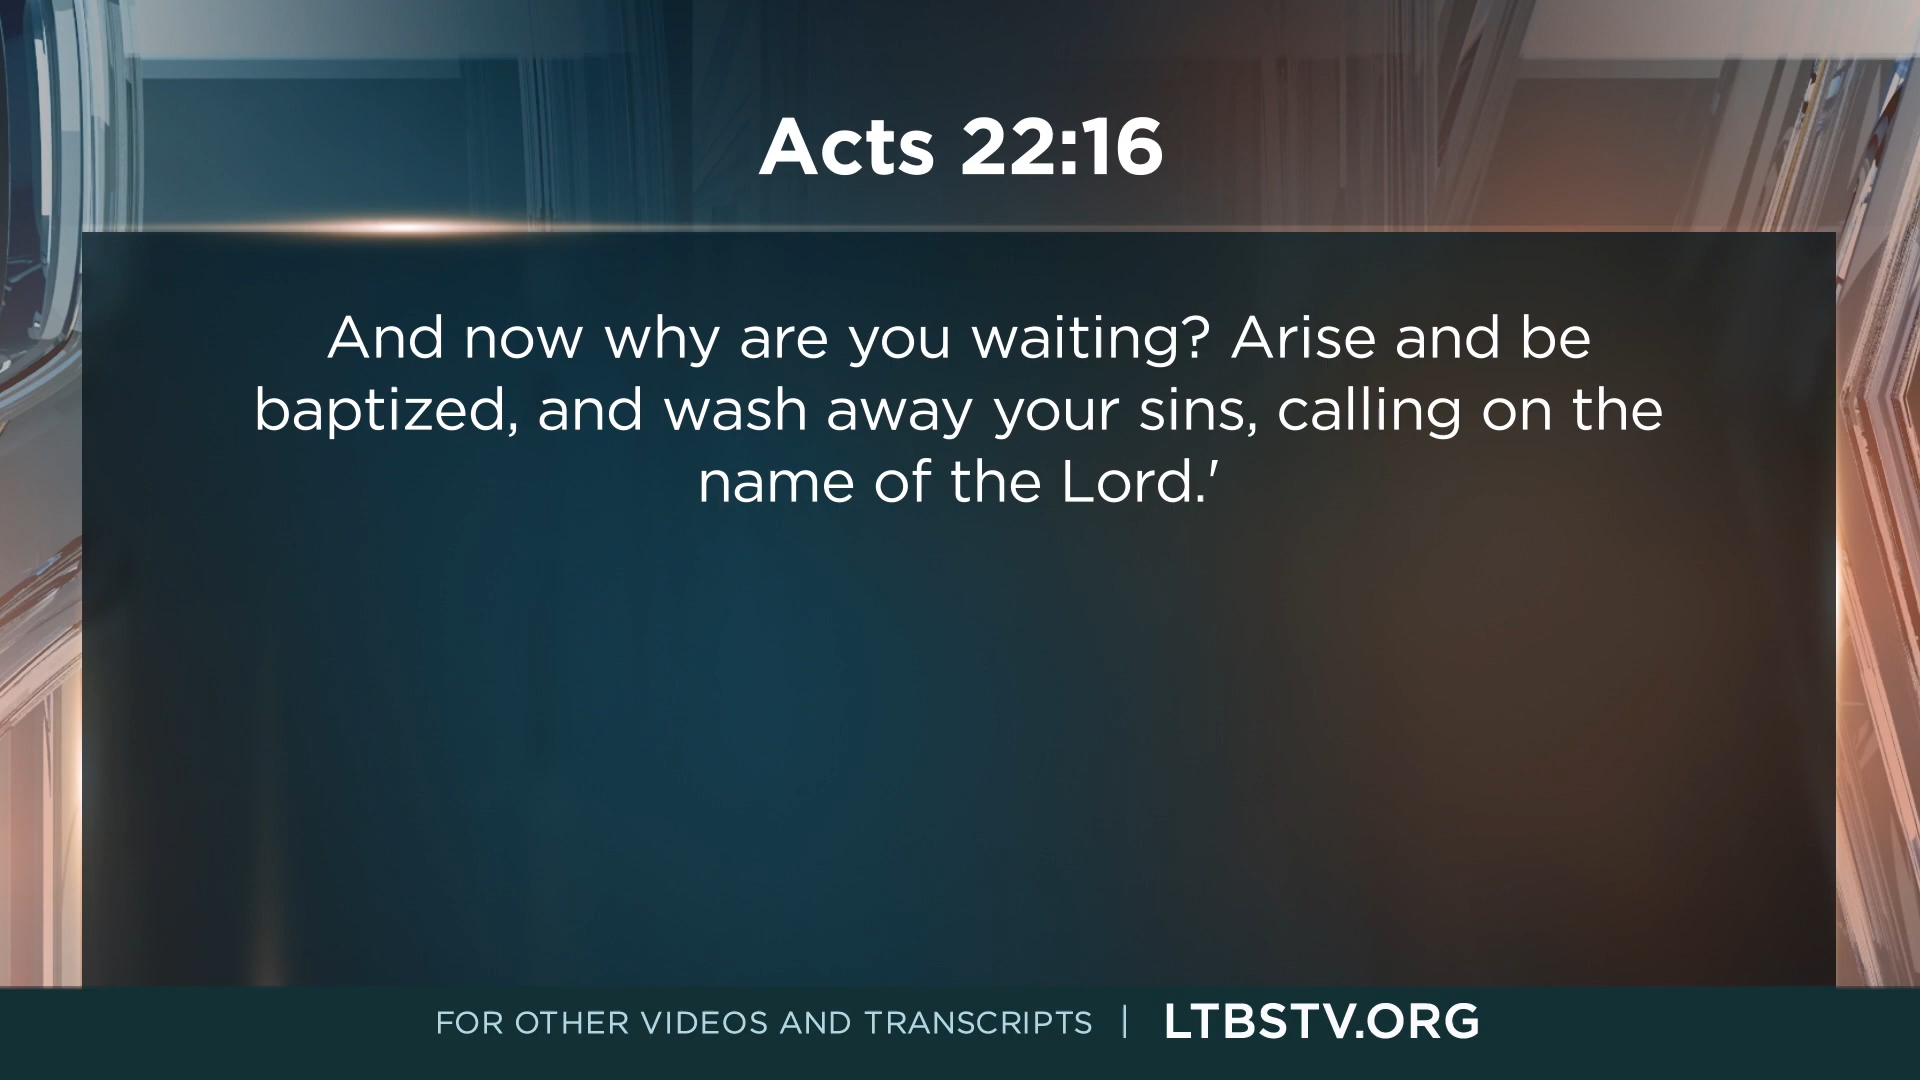 Acts 22:16
And now why are you waiting? Arise and be
baptized, and wash away your sins, calling on the
name of the Lord.'
FOR OTHER VIDEOS AND TRANSCRIPTS | LTBSTV.ORG